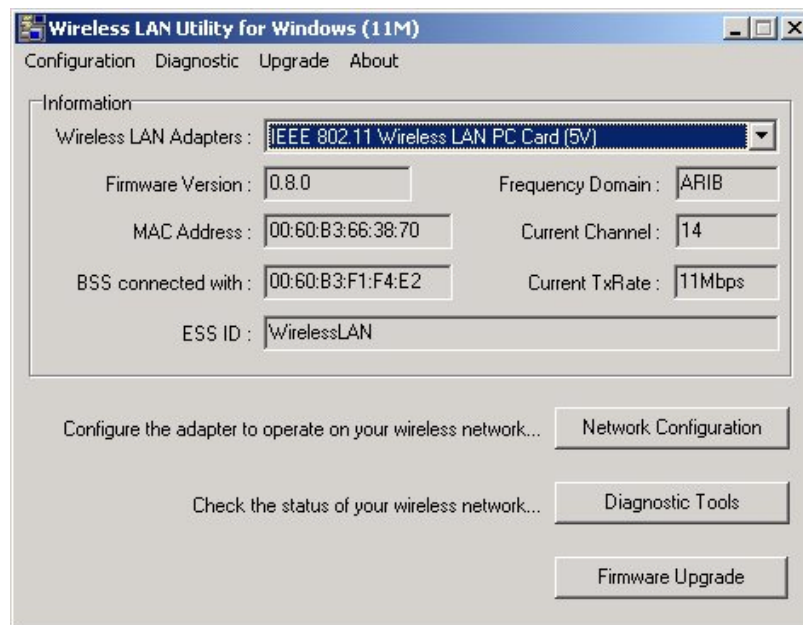 Wireless LAN Utility for Windows (11M)
Configuration Diagnostic Upgrade About
Information
Wireless LAN Adapters : IEEE 802.11 Wireless LAN PC Card (5V)
Firmware Version : 0.8.0 Frequency Domain : ARIB
MAC Address : 00:60:B3:66:38:70 Current Channel : 14
BSS connected with : 00:60:B3:F1:F4:E2 Current TxRate : 11Mbps
ESS ID : WirelessLAN
Configure the adapter to operate on your wireless network... Network Configuration
Check the status of your wireless network... Diagnostic Tools
Firmware Upgrade